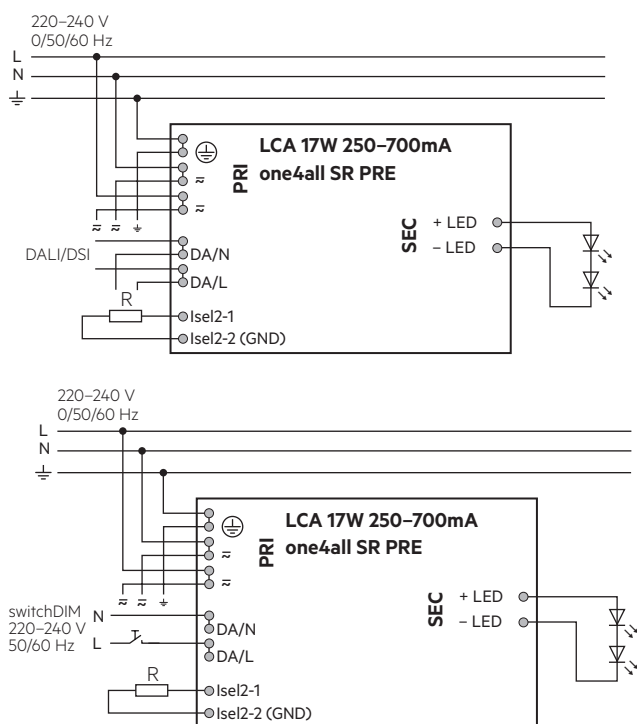 220–240 V
0/50/60 Hz
L
N
LCA 17W 250–700mA
one4all SR PRE
PRI
SEC
+ LED
– LED
DALI/DSI
DA/N
DA/L
R
Isel2-1
Isel2-2 (GND)
220–240 V
0/50/60 Hz
L
N
LCA 17W 250–700mA
one4all SR PRE
PRI
SEC
+ LED
– LED
switchDIM
220–240 V
50/60 Hz
N
L
DA/N
DA/L
R
Isel2-1
Isel2-2 (GND)